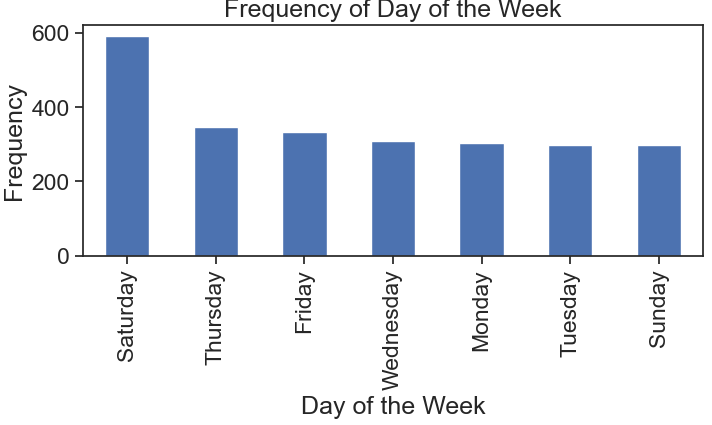 Frequency of Day of the Week
600
400
200
0
Frequency
Saturday
Thursday
Friday
Wednesday
Monday
Tuesday
Sunday
Day of the Week